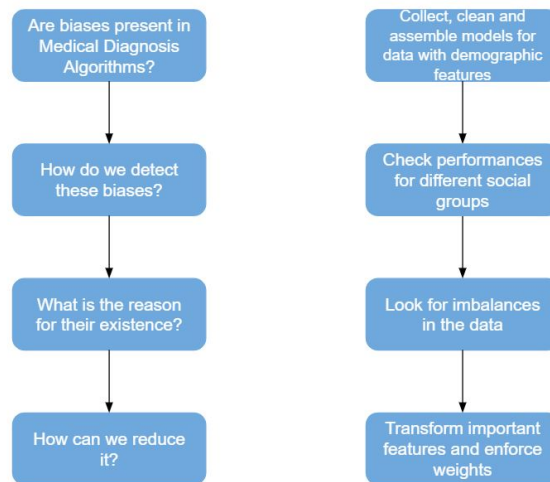 Are biases present in
Medical Diagnosis
Algorithms?
How do we detect
these biases?
What is the reason
for their existence?
How can we reduce
it?
Collect, clean and
assemble models for
data with demographic
features
Check performances
for different social
groups
Look for imbalances
in the data
Transform important
features and enforce
weights